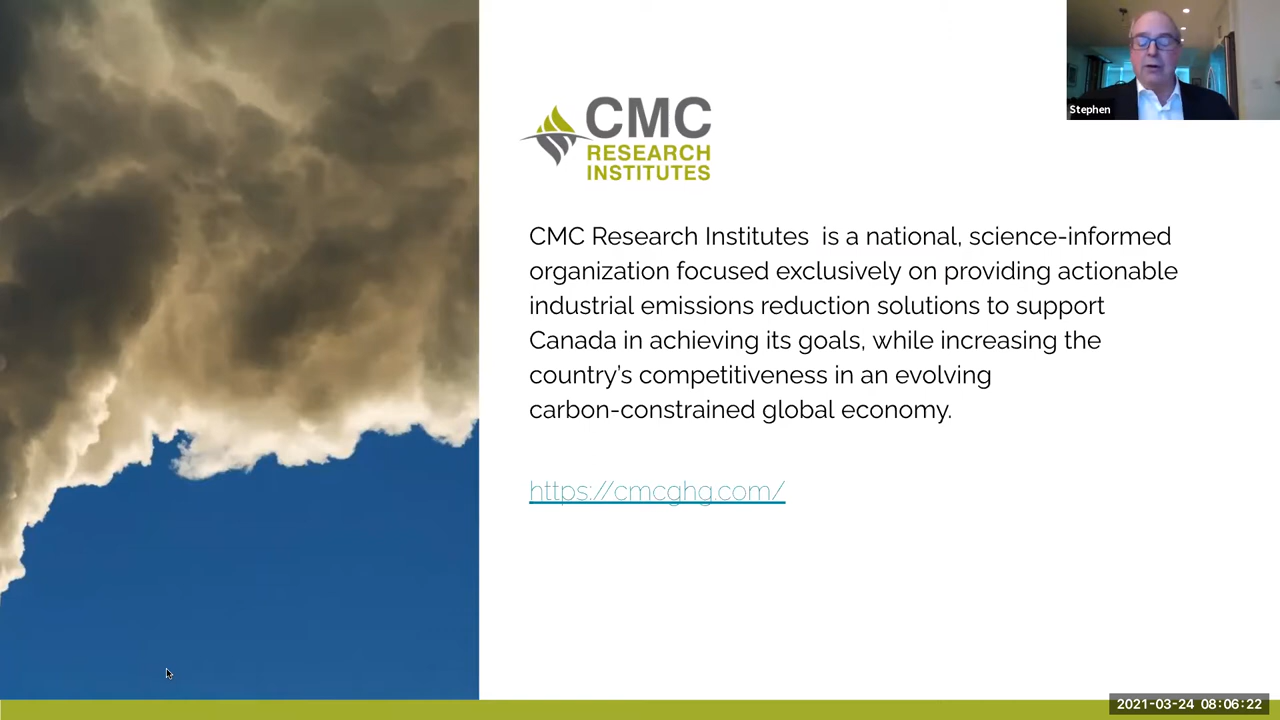 CMC
RESEARCH
INSTITUTES
Stephen
CMC Research Institutes  is a national, science-informed
organization focused exclusively on providing actionable
industrial emissions reduction solutions to support
Canada in achieving its goals, while increasing the
country’s competitiveness in an evolving
carbon-constrained global economy.
https://cmcghg.com/
2021-03-24 08:06:22